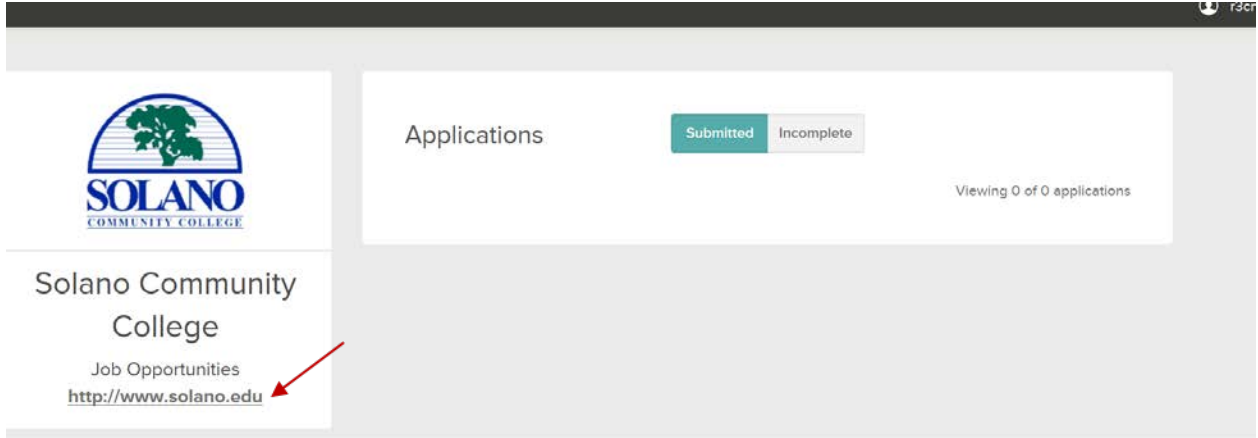 r3cr
SOLANO
COMMUNITY COLLEGE
Solano Community
College
Job Opportunities
http://www.solano.edu
Applications
Submitted
Incomplete
Viewing 0 of 0 applications